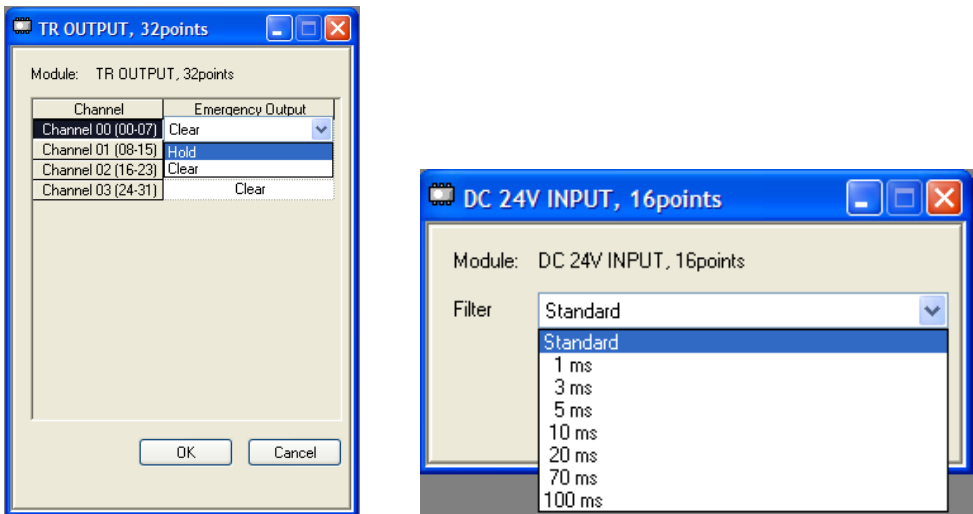 TR OUTPUT, 32points
Module: TR OUTPUT, 32points
Channel Emergency Output
Channel 00 (00-07) Clear
Channel 01 (08-15) Hold
Channel 02 (16-23) Clear
Channel 03 (24-31) Clear
OK Cancel
DC 24V INPUT, 16points
Module: DC 24V INPUT, 16points
Filter Standard
Standard
1 ms
3 ms
5 ms
10 ms
20 ms
70 ms
100 ms